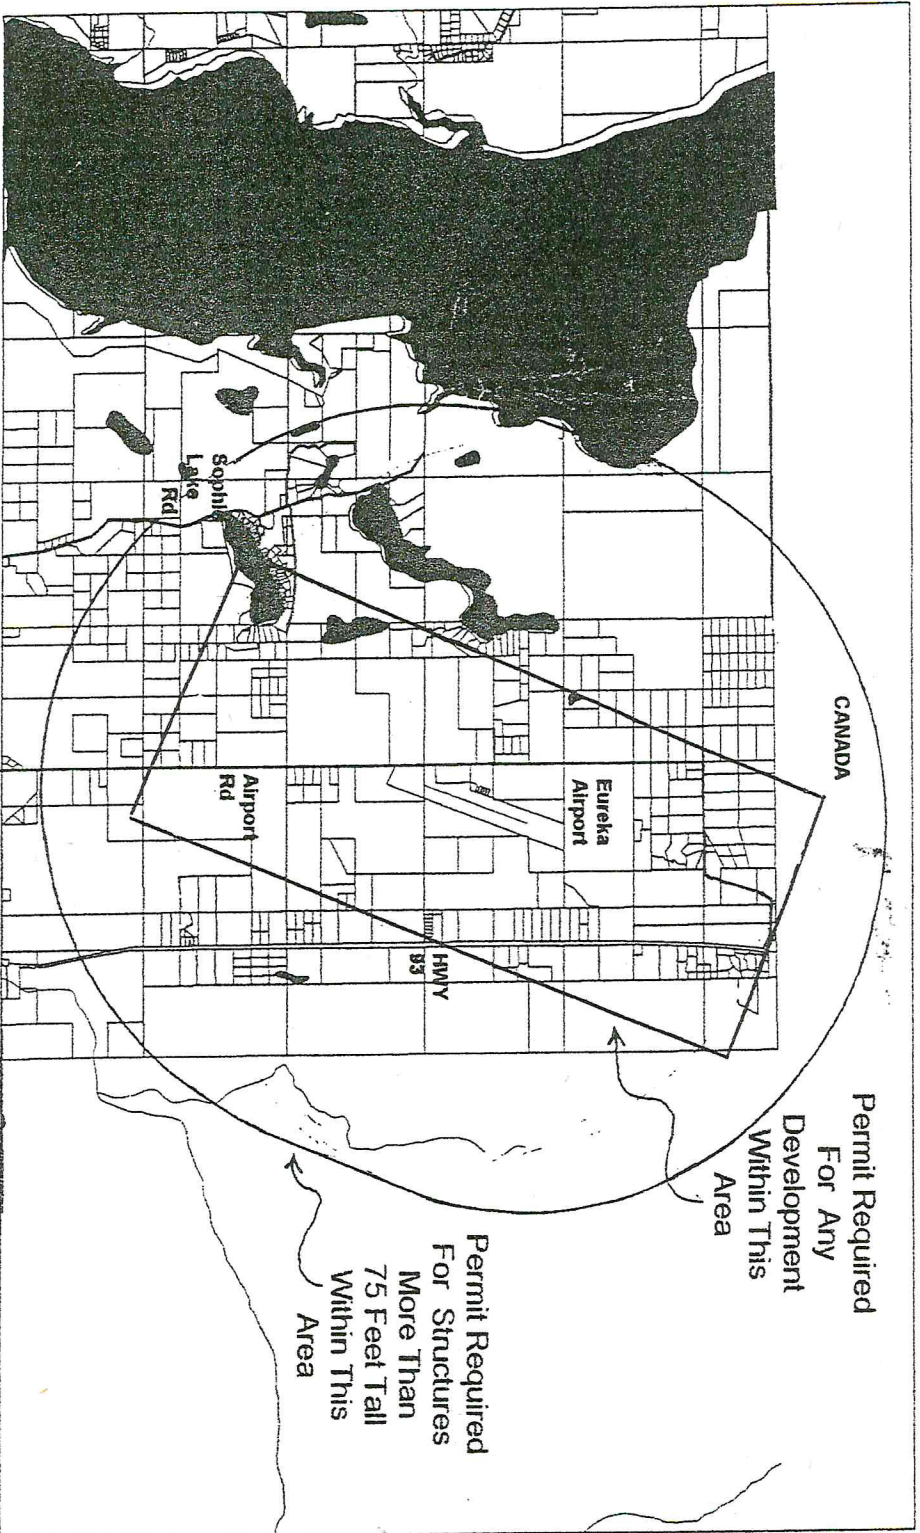 CANADA
Permit Required
For Any
Development
Within This
Area
Eureka
Airport
HWY
93
Airport
Rd
Sophi
Lake
Rd
Permit Required
For Structures
More Than
75 Feet Tall
Within This
Area